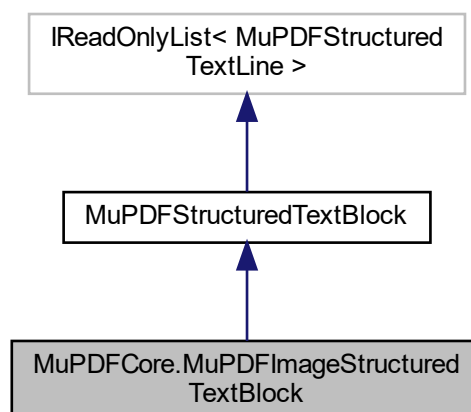 IReadOnlyList< MuPDFStructured
TextLine >
MuPDFStructuredTextBlock
MuPDFCore.MuPDFImageStructured
TextBlock